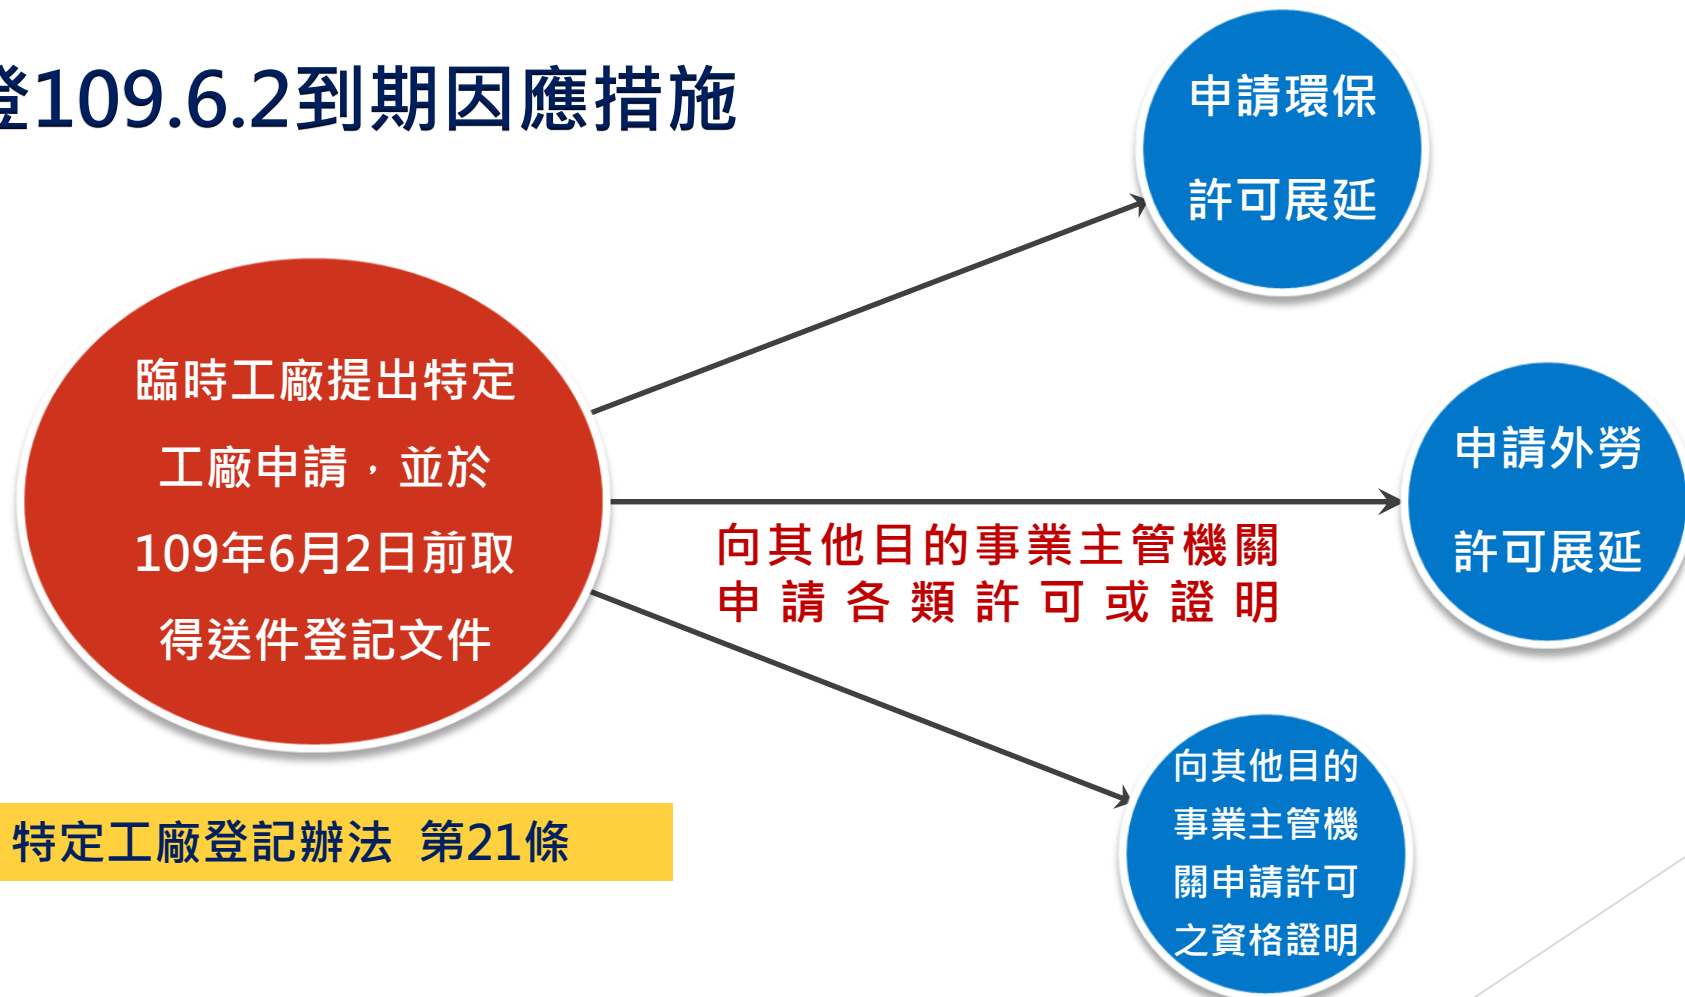 登109.6.2到期因應措施
申請環保
許可展延
臨時工廠提出特定
工廠申請，並於
109年6月2日前取
得送件登記文件
向其他目的事業主管機關
申請各類許可或證明
申請外勞
許可展延
向其他目的
事業主管機
關申請許可
之資格證明
特定工廠登記辦法 第21條